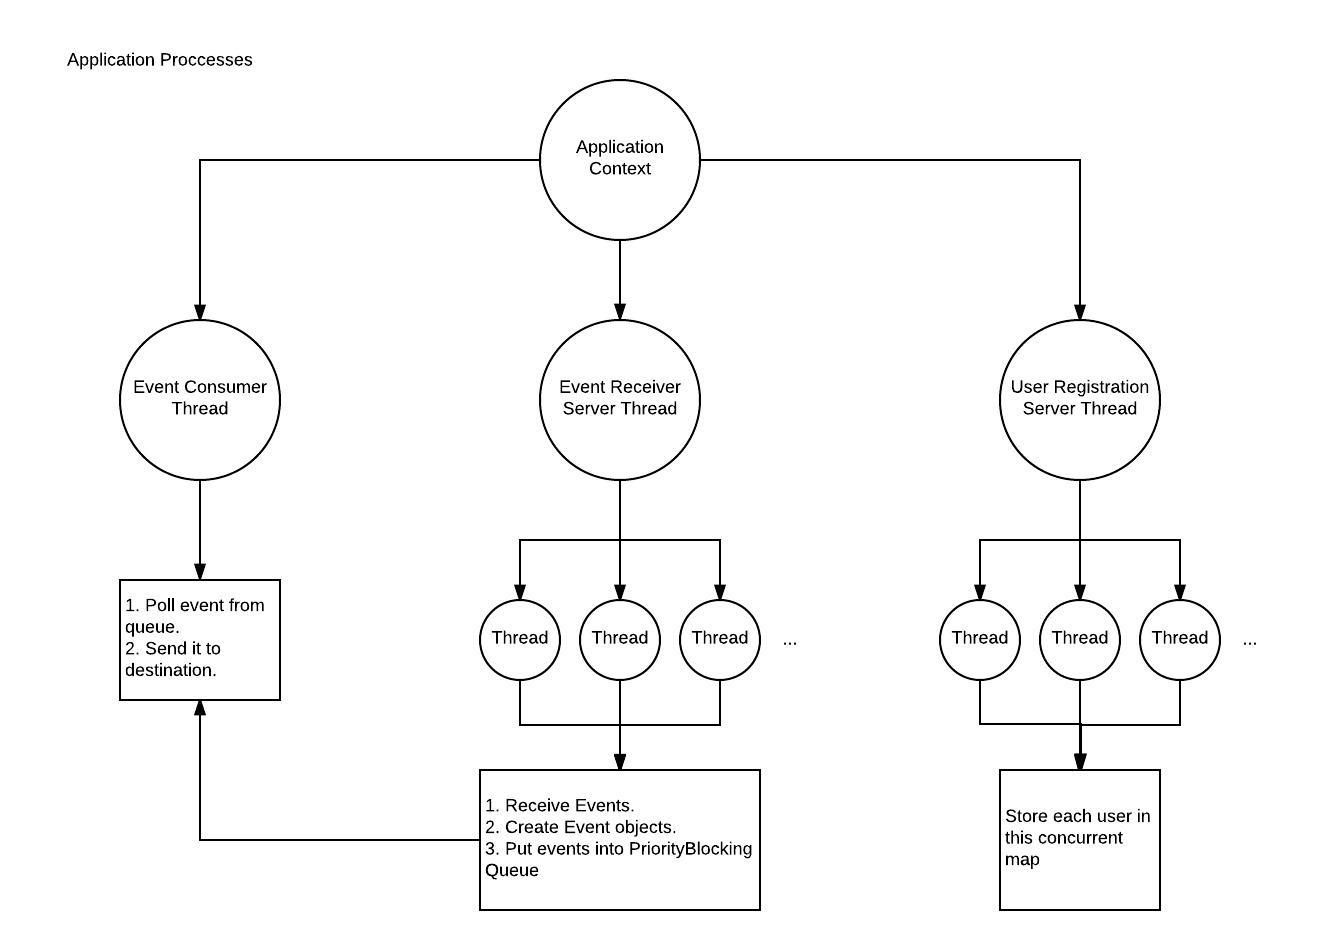 Application Proccesses
Application
Context
Event Consumer
Thread
Event Receiver
Server Thread
User Registration
Server Thread
1. Poll event from
queue.
2. Send it to
destination.
Thread
Thread
Thread
...
Thread
Thread
Thread
...
1. Receive Events.
2. Create Event objects.
3. Put events into PriorityBlocking
Queue
Store each user in
this concurrent
map